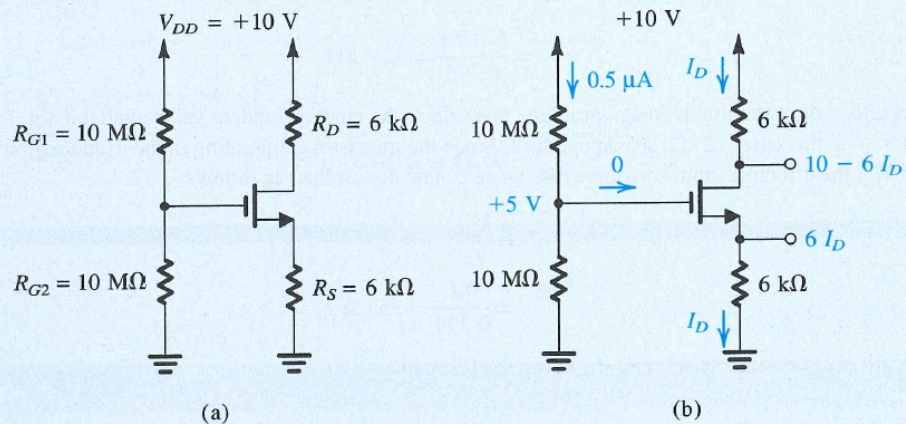 V_DD = +10 V
R_G1 = 10 MΩ
R_D = 6 kΩ
R_G2 = 10 MΩ
R_S = 6 kΩ
(a)
+10 V
0.5 μA
I_D
10 MΩ
6 kΩ
10 − 6 I_D
0
+5 V
6 I_D
10 MΩ
6 kΩ
I_D
(b)